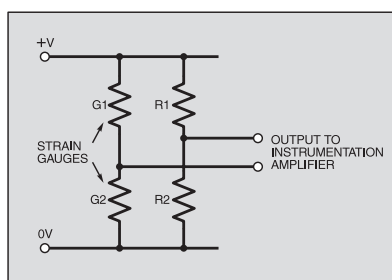 +V
G1
R1
STRAIN
GAUGES
OUTPUT TO
INSTRUMENTATION
AMPLIFIER
G2
R2
0V